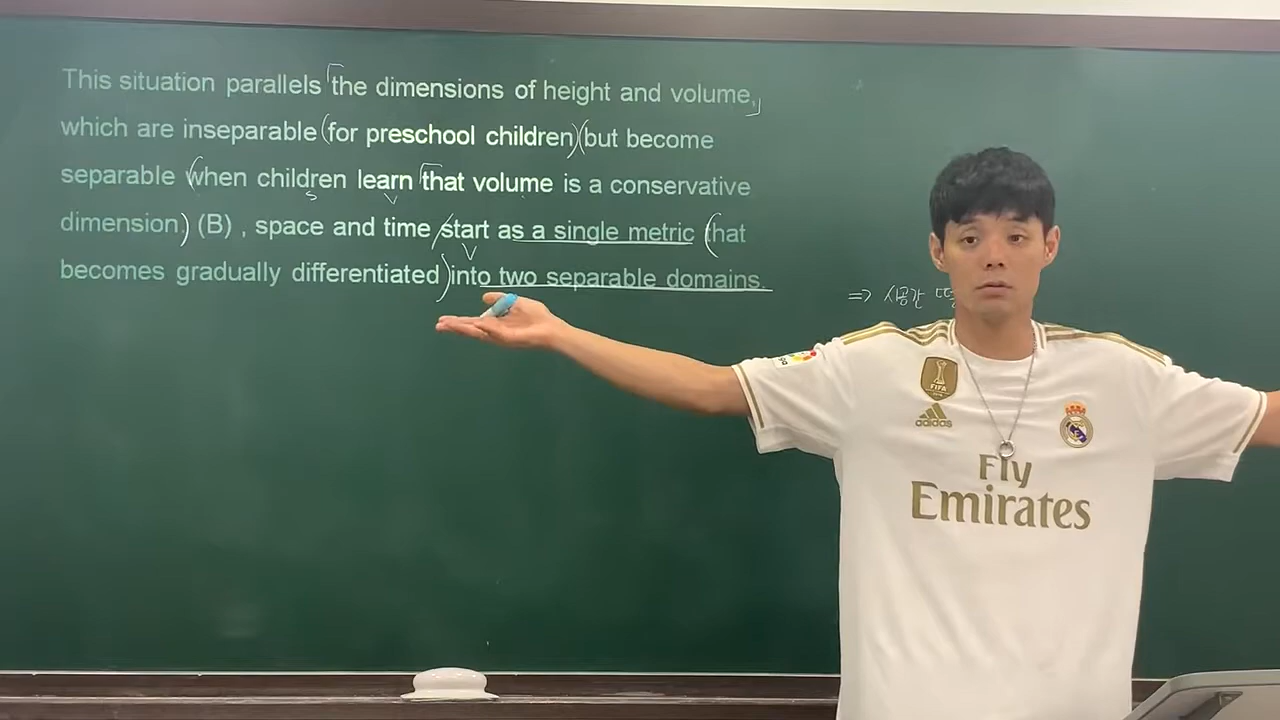 This situation parallels the dimensions of height and volume,
which are inseparable (for preschool children) (but become
separable (when children learn that volume is a conservative
S V
dimension) (B) , space and time / start as a single metric (that
V
becomes gradually differentiated) into two separable domains.
⇒ 시공간
FIFA
adidas
Fly
Emirates